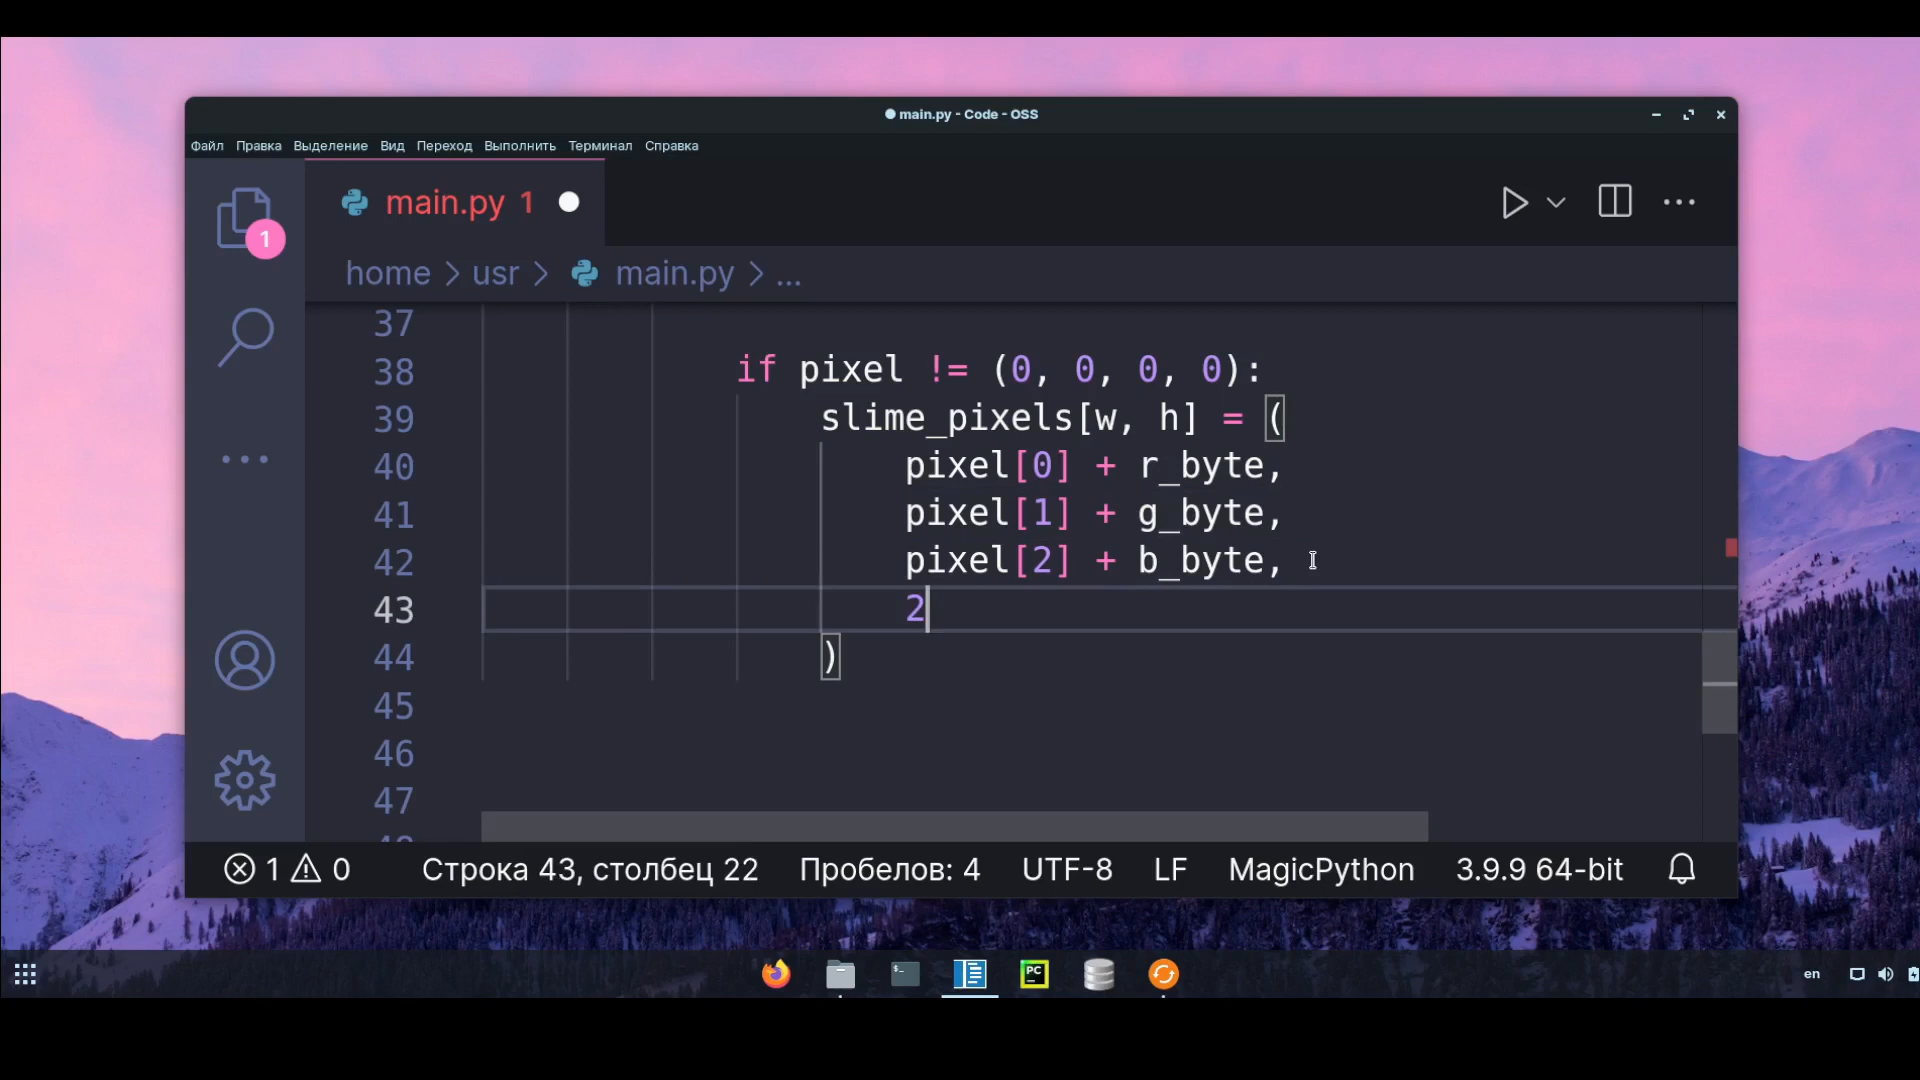 main.py - Code - OSS
Файл Правка Выделение Вид Переход Выполнить Терминал Справка
main.py 1
1
home > usr > main.py > ...
37
38 if pixel != (0, 0, 0, 0):
39 slime_pixels[w, h] = (
40 pixel[0] + r_byte,
41 pixel[1] + g_byte,
42 pixel[2] + b_byte,
43 2
44 )
45
46
47
1 0 Строка 43, столбец 22 Пробелов: 4 UTF-8 LF MagicPython 3.9.9 64-bit
PC
en